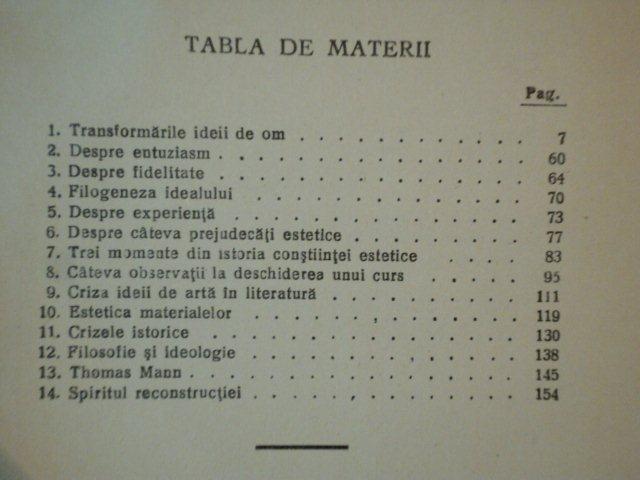 TABLA DE MATERII
Pag.
1. Transformările ideii de om . . . . . . . . . . . . 7
2. Despre entuziasm . . . . . . . . . . . . . . . 60
3. Despre fidelitate . . . . . . . . . . . . . . . 64
4. Filogeneza idealului . . . . . . . . . . . . . . 70
5. Despre experiență . . . . . . . . . . . . . . . 73
6. Despre câteva prejudecăți estetice . . . . . . . . . 77
7. Trei momente din istoria conștiinței estetice . . . . 83
8. Câteva observații la deschiderea unui curs . . . . . 95
9. Criza ideii de artă în literatură . . . . . . . . . . 111
10. Estetica materialelor . . . . . . . . . . . . . . 119
11. Crizele istorice . . . . . . . . . . . . . . . . 130
12. Filosofie și ideologie . . . . . . . . . . . . . . 138
13. Thomas Mann . . . . . . . . . . . . . . . . . 145
14. Spiritul reconstrucției . . . . . . . . . . . . . . 154